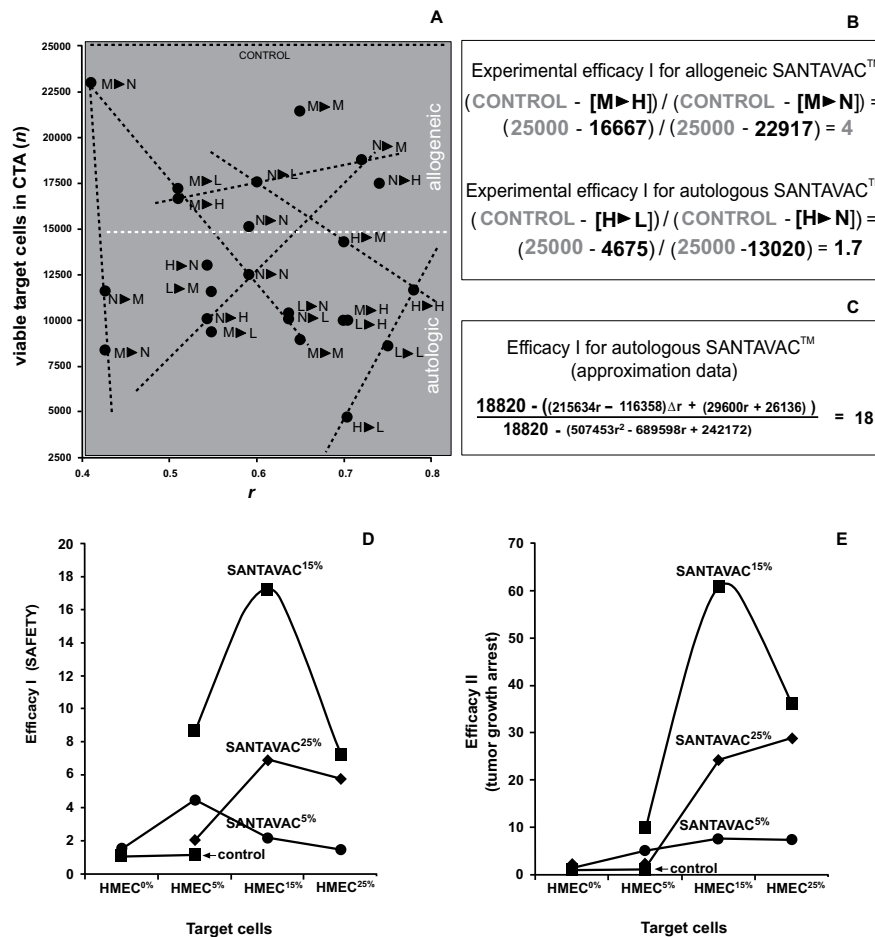 A
25000
22500
20000
17500
15000
12500
10000
7500
5000
2500
0.4 0.5 0.6 0.7 0.8
r
viable target cells in CTA (n)
CONTROL
allogeneic
autologic
M►N
M►M
N►M
M►L
N►L
N►H
M►H
N►N
H►M
H►N
L►M
N►N
N►M
L►N
M►H
H►H
N►H
N►L
L►H
M►L
M►N
M►M
L►L
H►L
B
Experimental efficacy I for allogeneic SANTAVAC™
(CONTROL - [M►H]) / (CONTROL - [M►N]) =
(25000 - 16667) / (25000 - 22917) = 4
Experimental efficacy I for autologous SANTAVAC™
(CONTROL - [H►L]) / (CONTROL - [H►N]) =
(25000 - 4675) / (25000 -13020) = 1.7
C
Efficacy I for autologous SANTAVAC™
(approximation data)
18820 - ((215634r − 116358)Δr + (29600r + 26136) )
18820 - (507453r² - 689598r + 242172)
= 18
D
20
18
16
14
12
10
8
6
4
2
0
Efficacy I (SAFETY)
SANTAVAC15%
SANTAVAC25%
SANTAVAC5%
control
HMEC0% HMEC5% HMEC15% HMEC25%
Target cells
E
70
60
50
40
30
20
10
0
Efficacy II
(tumor growth arrest)
SANTAVAC15%
SANTAVAC25%
SANTAVAC5%
control
HMEC0% HMEC5% HMEC15% HMEC25%
Target cells